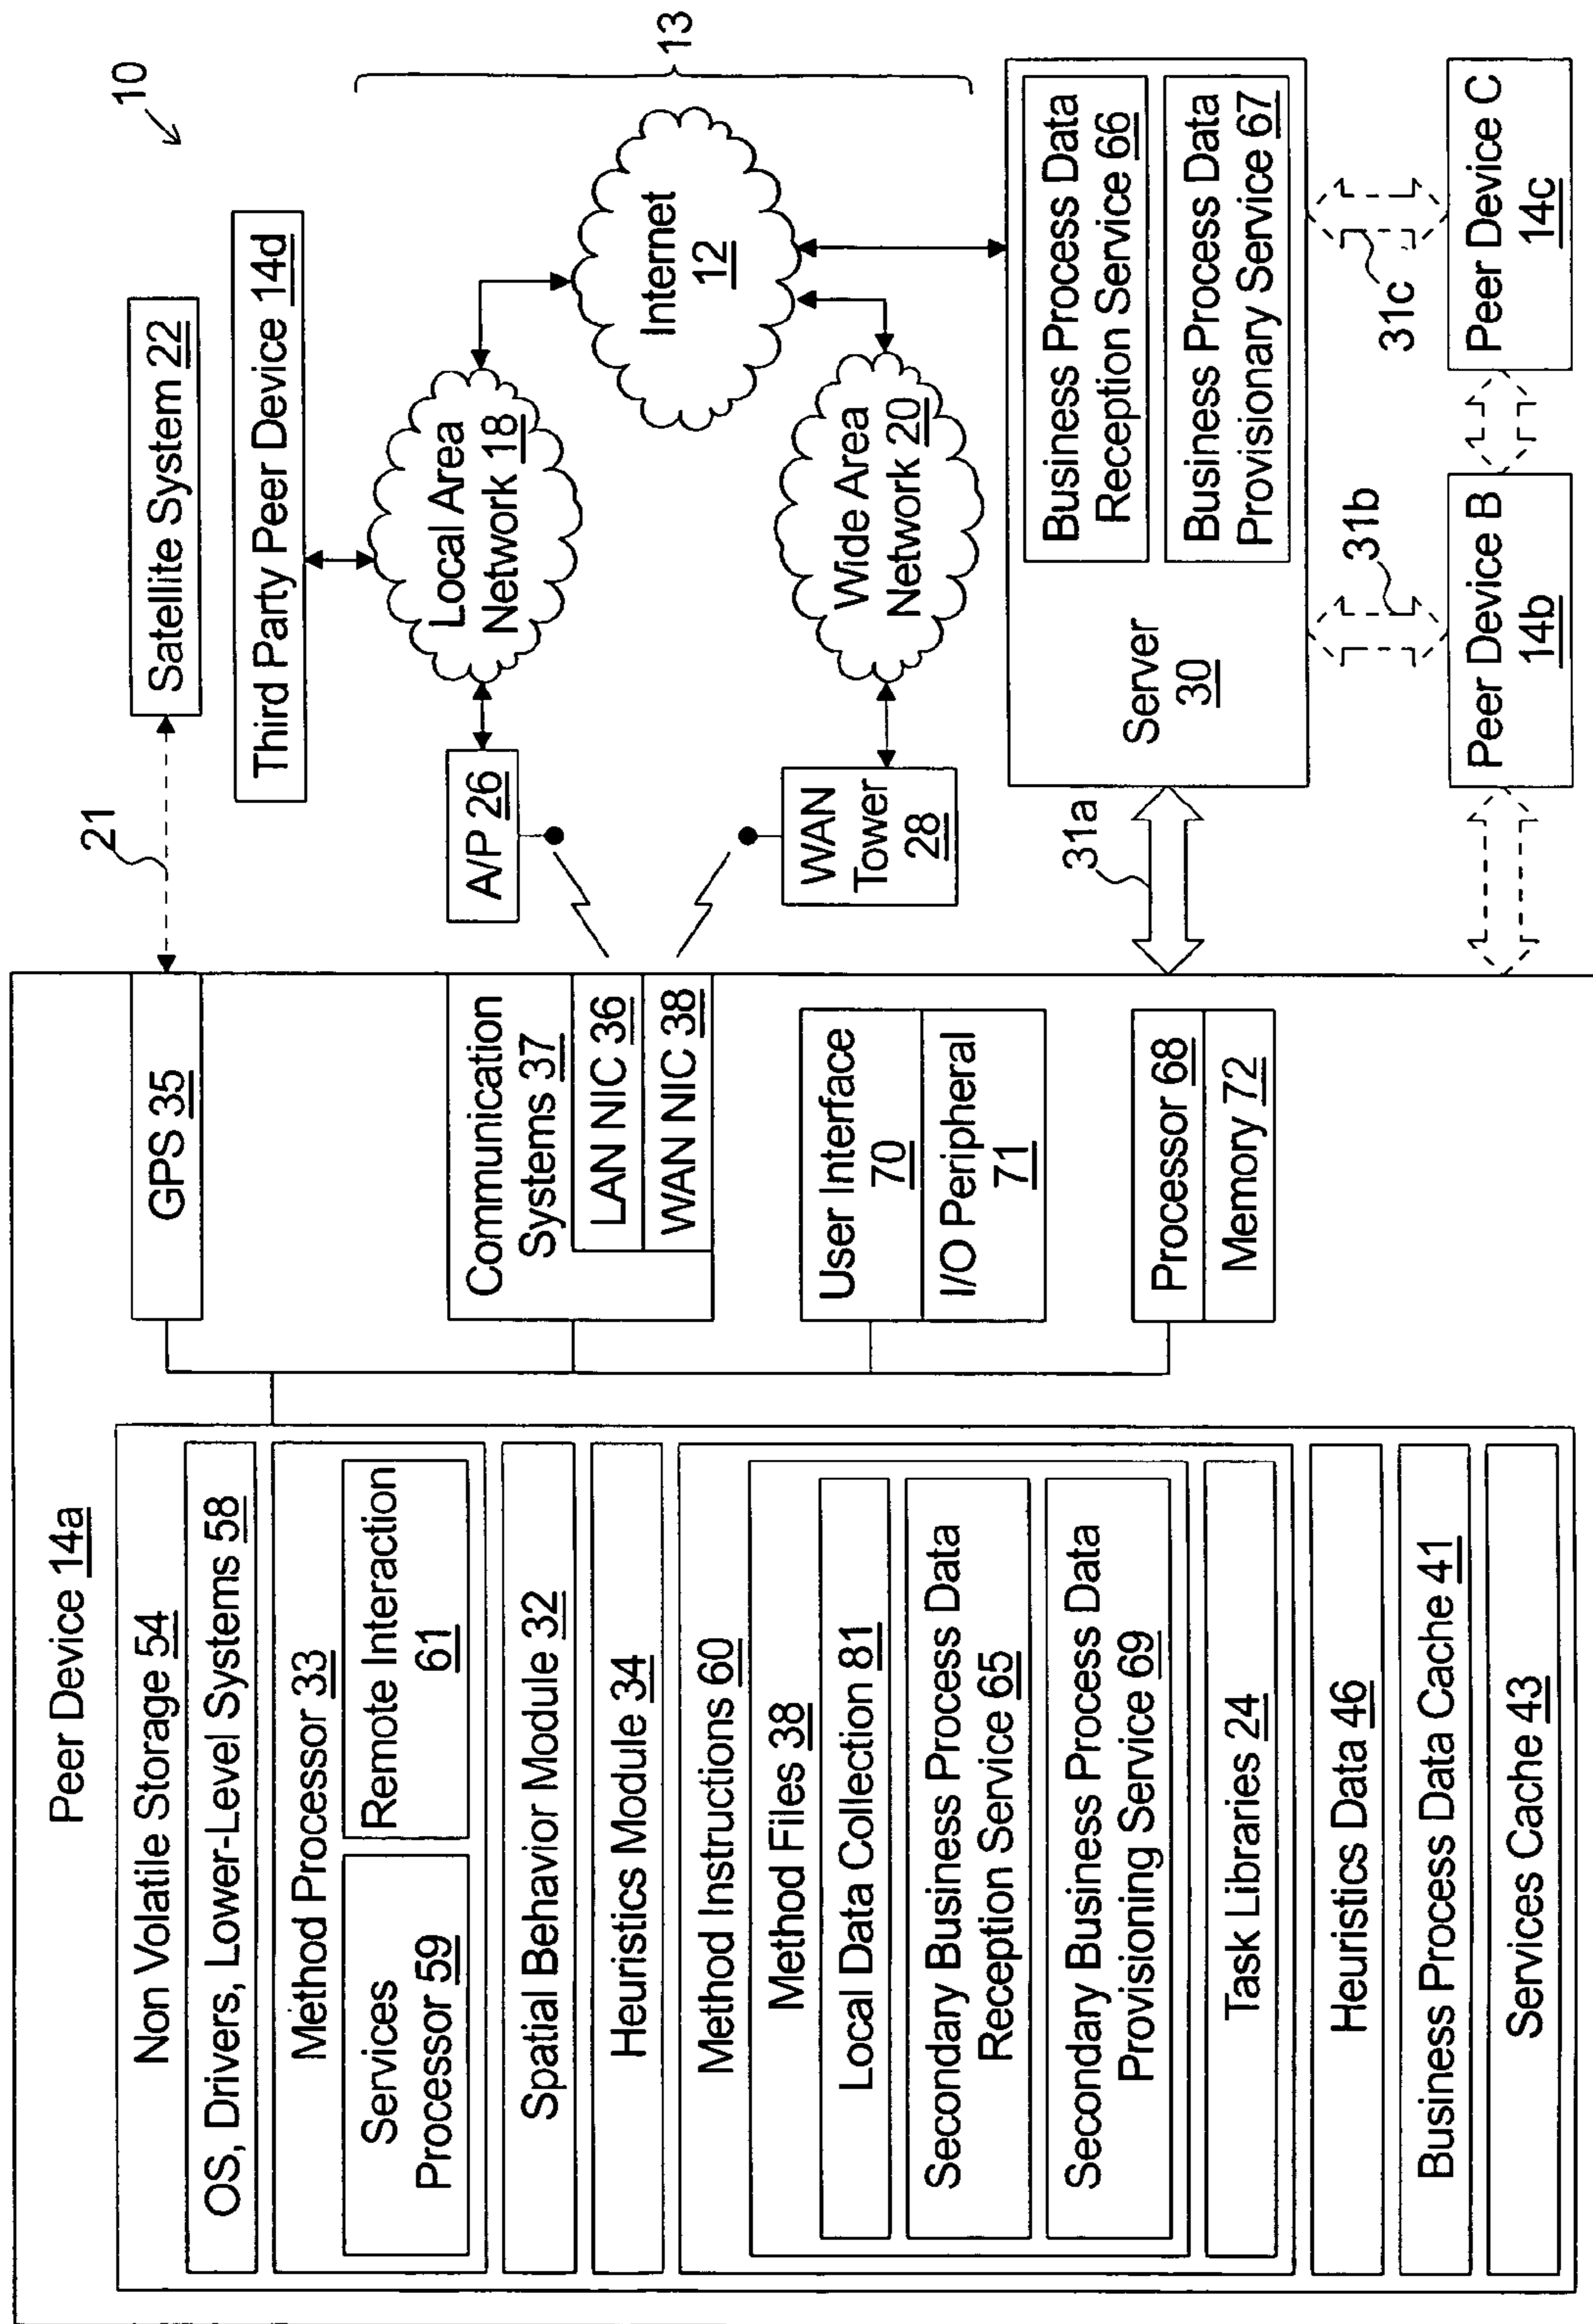 10
Peer Device 14a
Non Volatile Storage 54
OS, Drivers, Lower-Level Systems 58
Method Processor 33
Services
Processor 59
Remote Interaction
61
Spatial Behavior Module 32
Heuristics Module 34
Method Instructions 60
Method Files 38
Local Data Collection 81
Secondary Business Process Data
Reception Service 65
Secondary Business Process Data
Provisioning Service 69
Task Libraries 24
Heuristics Data 46
Business Process Data Cache 41
Services Cache 43
GPS 35
Communication
Systems 37
LAN NIC 36
WAN NIC 38
User Interface
70
I/O Peripheral
71
Processor 68
Memory 72
21
Satellite System 22
Third Party Peer Device 14d
A/P 26
Local Area
Network 18
Internet
12
13
WAN
Tower
28
Wide Area
Network 20
31a
Server
30
Business Process Data
Reception Service 66
Business Process Data
Provisionary Service 67
31b
31c
Peer Device B
14b
Peer Device C
14c